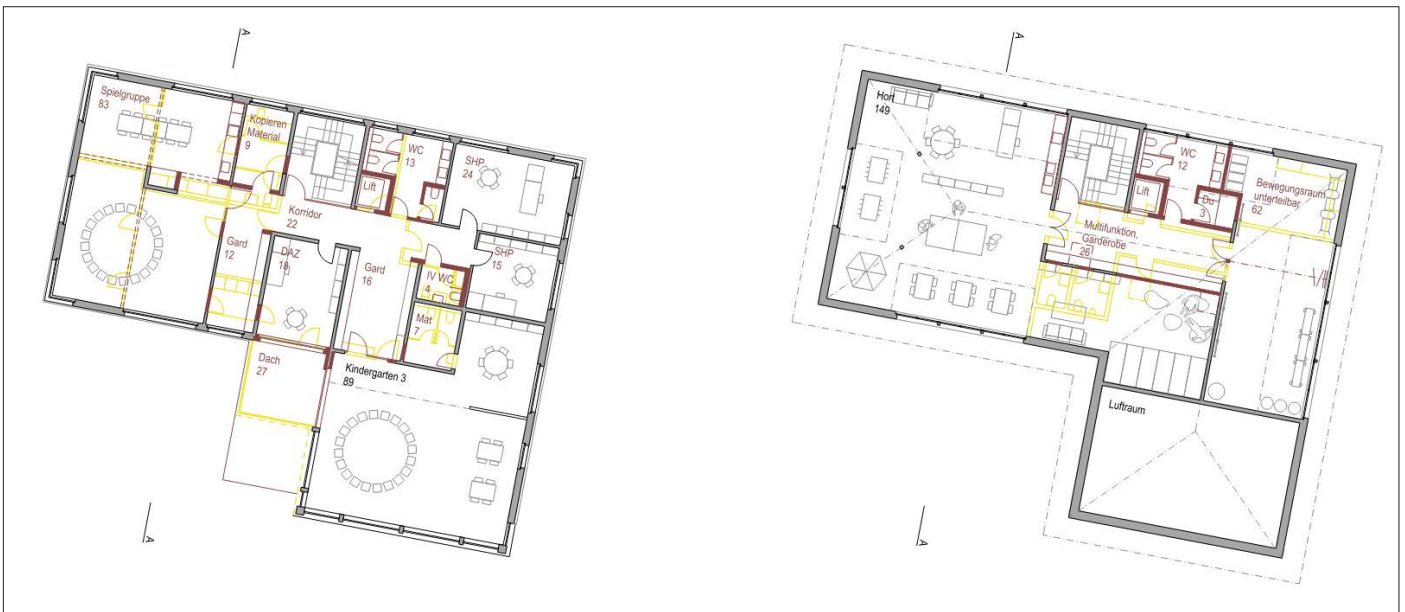 A
Spielgruppe
83
Kopieren
Material
9
WC
13
SHP
24
Lift
Korridor
22
Gard
12
DAZ
18
Gard
16
SHP
15
IV WC
4
Mat
7
Dach
27
Kindergarten 3
89
A
A
Hort
149
WC
12
Lift
Du
3
Bewegungsraum
unterteilbar
62
Multifunktion,
Garderobe
26
Luftraum
A